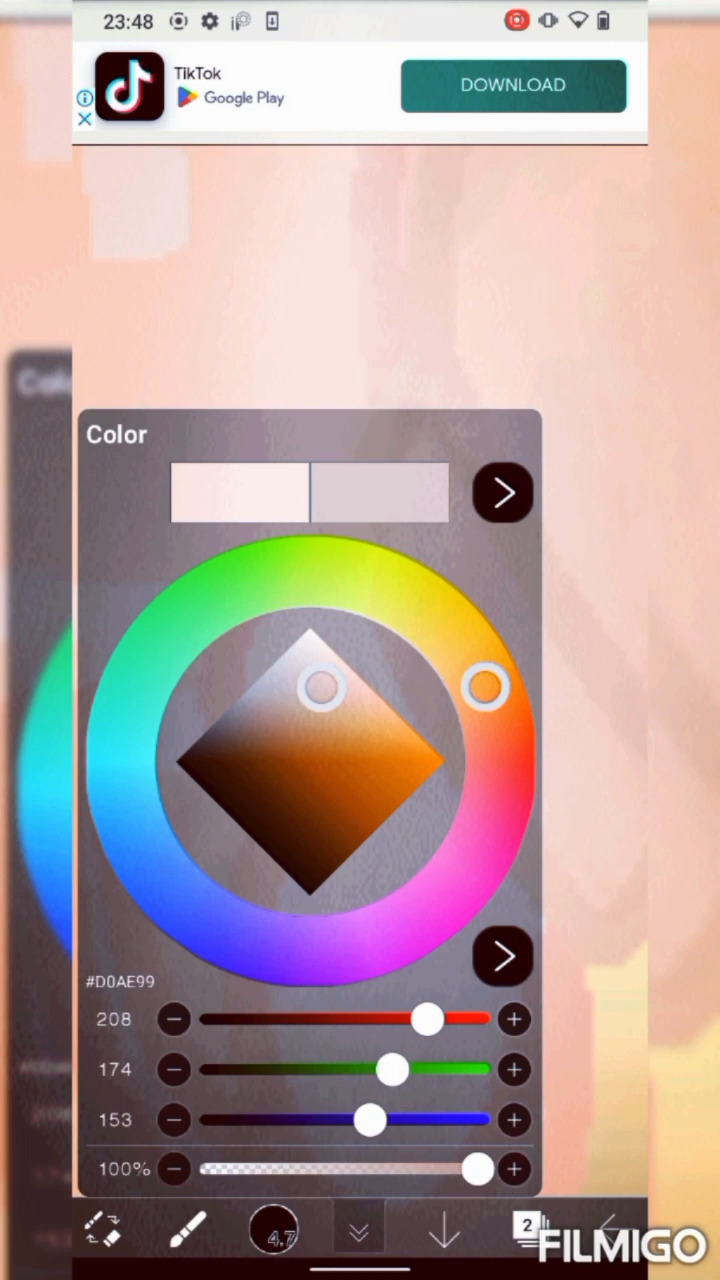 23:48
TikTok
Google Play
DOWNLOAD
Color
#D0AE99
208
174
153
100%
4.7
2
FILMIGO